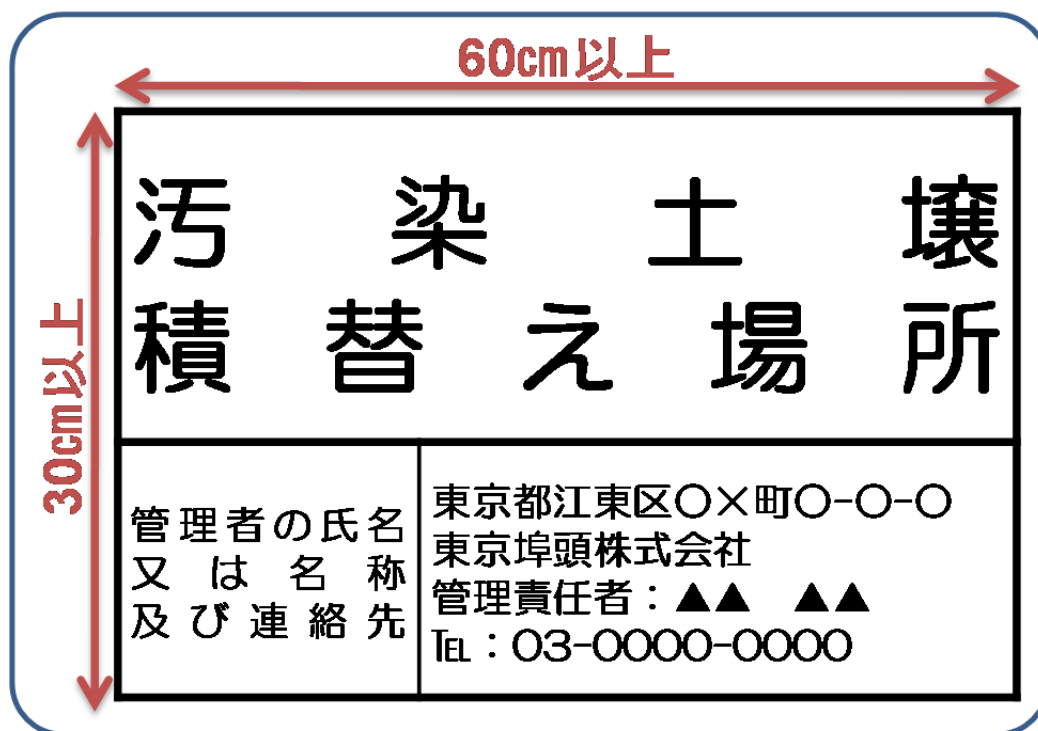 60㎝以上
30㎝以上
汚染土壌
積替え場所
管理者の氏名
又は名称
及び連絡先
東京都江東区○×町○-○-○
東京埠頭株式会社
管理責任者：▲▲　▲▲
℡：03-0000-0000